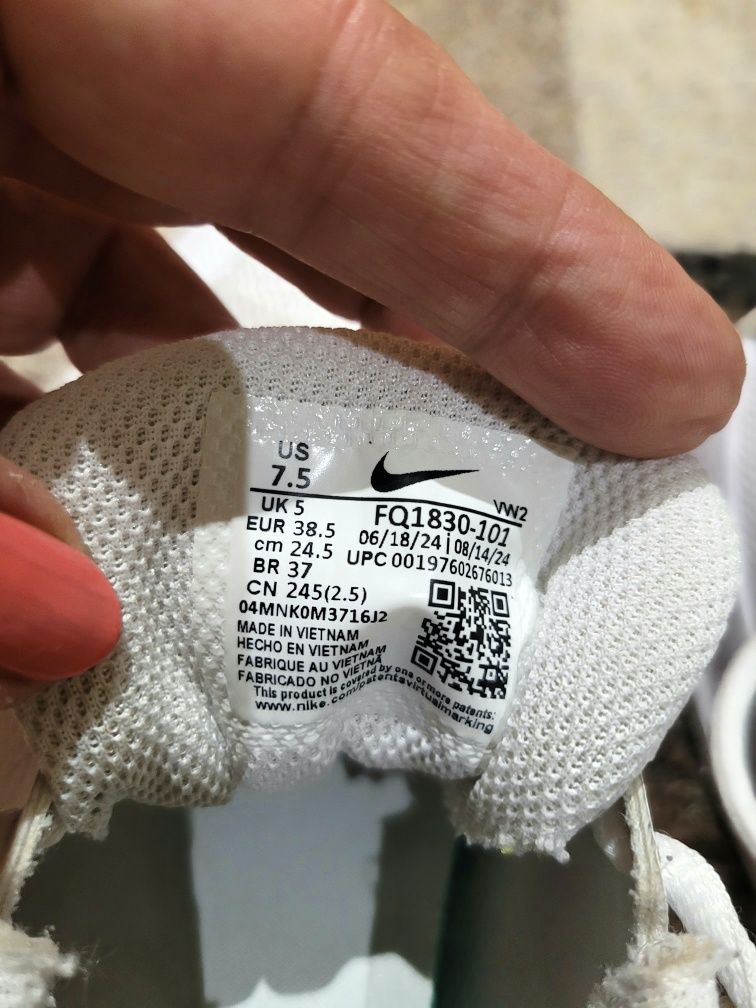 US
7.5
VW2
UK 5
FQ1830-101
EUR 38.5
06/18/24 | 08/14/24
cm 24.5
UPC 00197602676013
BR 37
CN 245(2.5)
04MNK0M3716J2
MADE IN VIETNAM
HECHO EN VIETNAM
FABRIQUE AU VIETNAM
FABRICADO NO VIETNÃ
This product is covered by one or more patents:
www.nike.com/patentsvirtualmarking